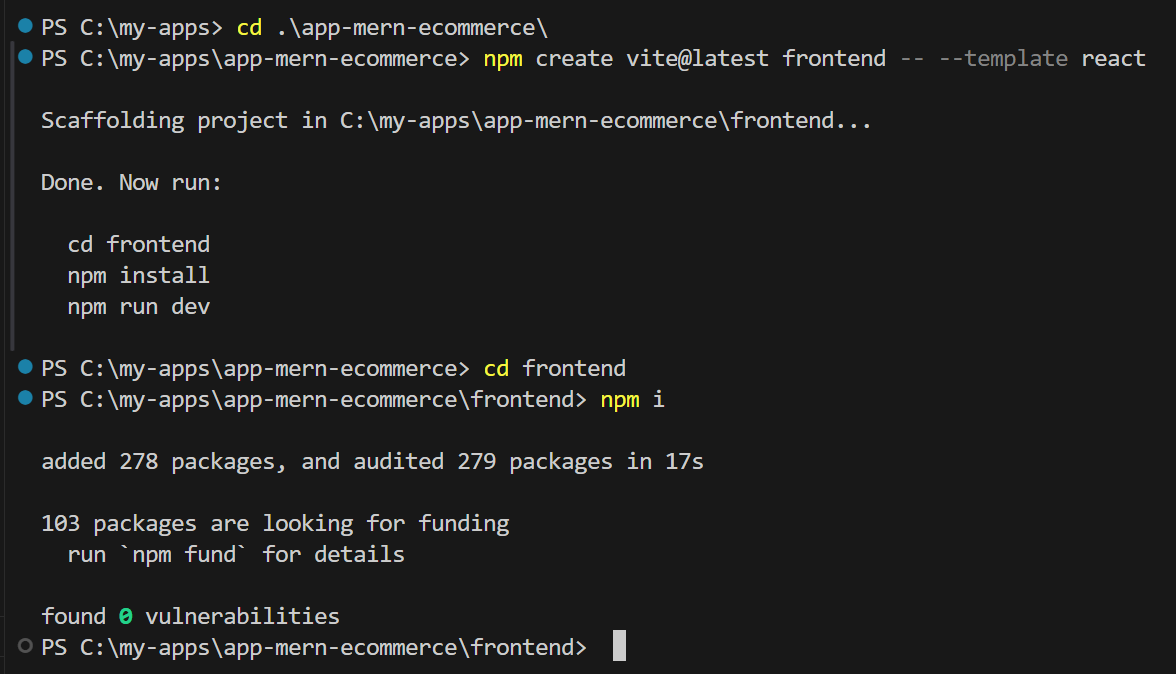 PS C:\my-apps> cd .\app-mern-ecommerce\
PS C:\my-apps\app-mern-ecommerce> npm create vite@latest frontend -- --template react
Scaffolding project in C:\my-apps\app-mern-ecommerce\frontend...
Done. Now run:
cd frontend
npm install
npm run dev
PS C:\my-apps\app-mern-ecommerce> cd frontend
PS C:\my-apps\app-mern-ecommerce\frontend> npm i
added 278 packages, and audited 279 packages in 17s
103 packages are looking for funding
run `npm fund` for details
found 0 vulnerabilities
PS C:\my-apps\app-mern-ecommerce\frontend>